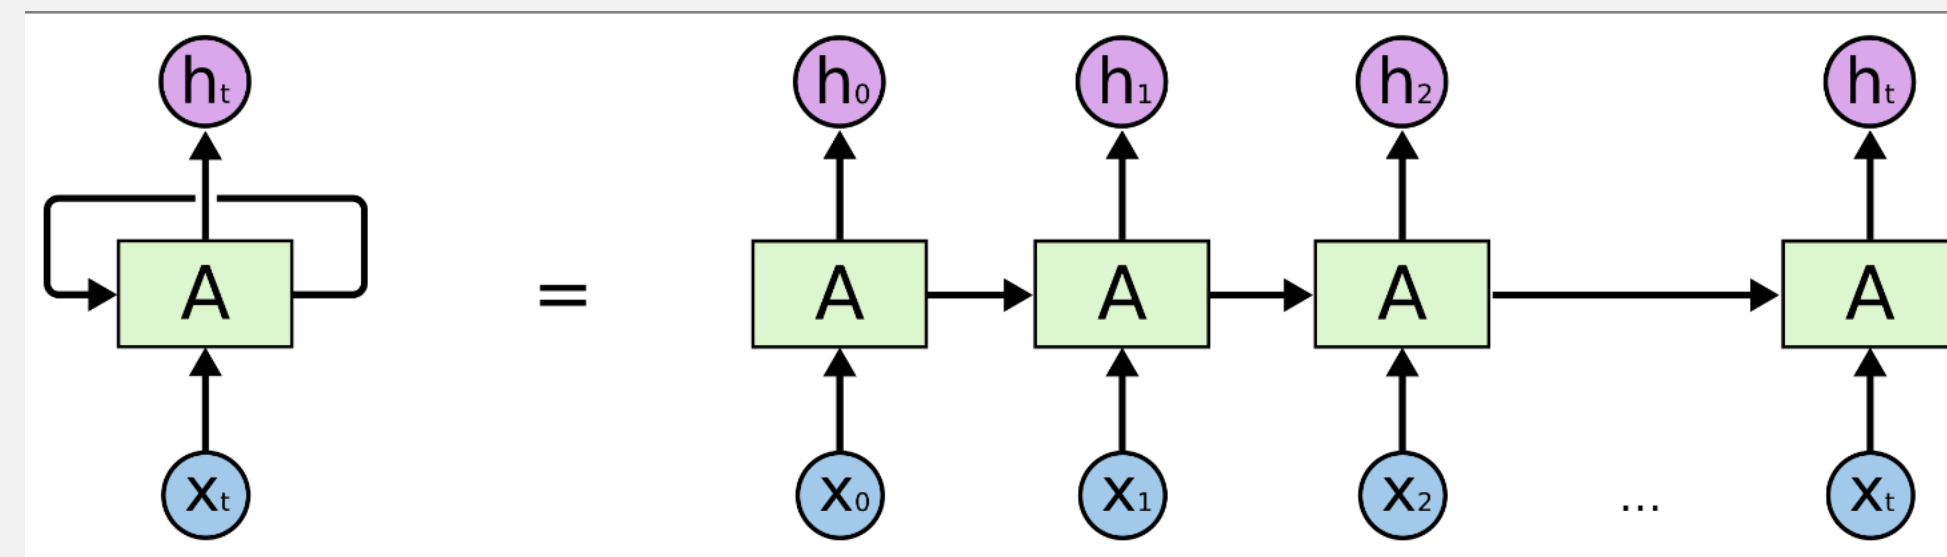 ht h0 h1 h2 ht
A = A A A A
xt x0 x1 x2 ... xt